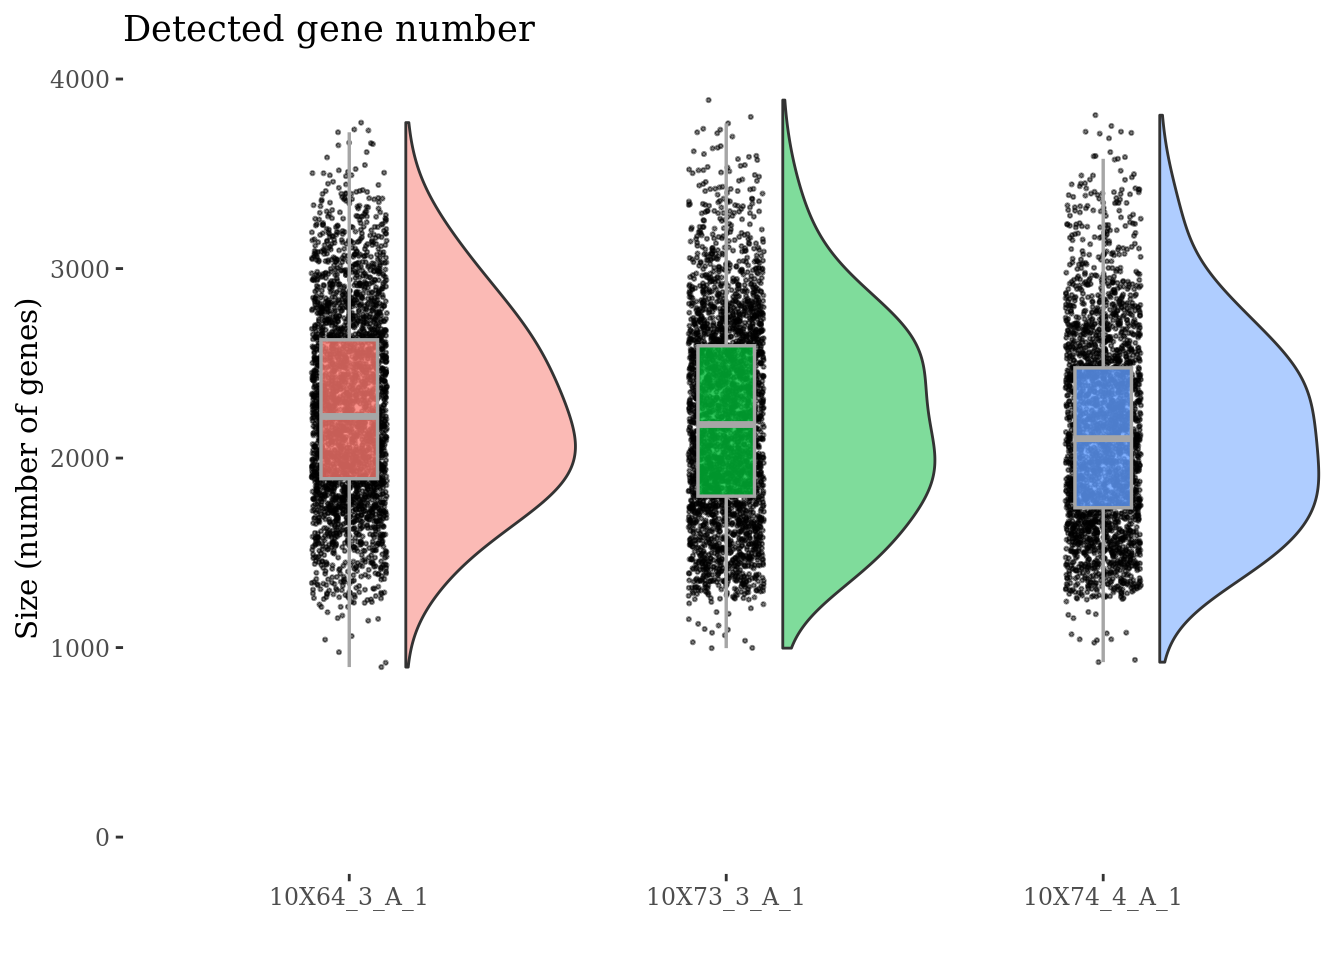 Detected gene number
Size (number of genes)
4000
3000
2000
1000
0
10X64_3_A_1
10X73_3_A_1
10X74_4_A_1